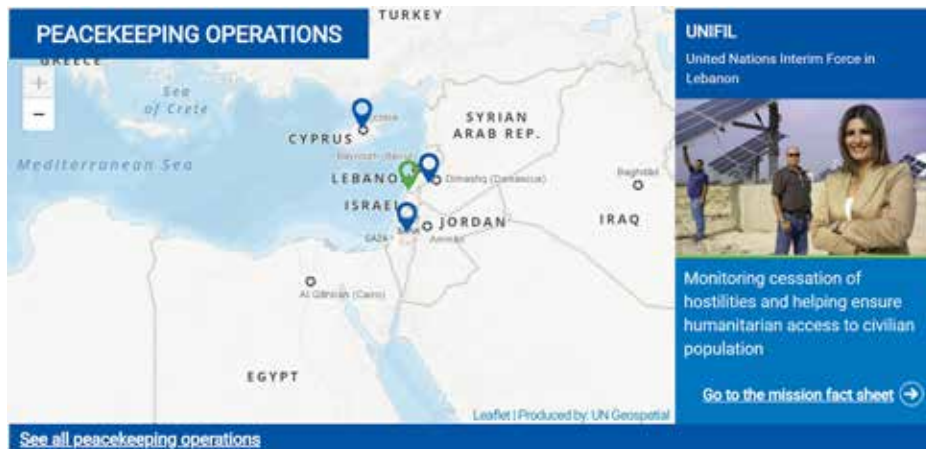 PEACEKEEPING OPERATIONS
TURKEY
GREECE
Sea
of Crete
CYPRUS
SYRIAN
ARAB REP.
Mediterranean Sea
LEBANO
Dimashq (Damascus)
Baghdad
ISRAEL
JORDAN
IRAQ
GAZA
Amman
Al Qāhirah (Cairo)
EGYPT
Leaflet | Produced by: UN Geospatial
See all peacekeeping operations
UNIFIL
United Nations Interim Force in
Lebanon
Monitoring cessation of
hostilities and helping ensure
humanitarian access to civilian
population
Go to the mission fact sheet